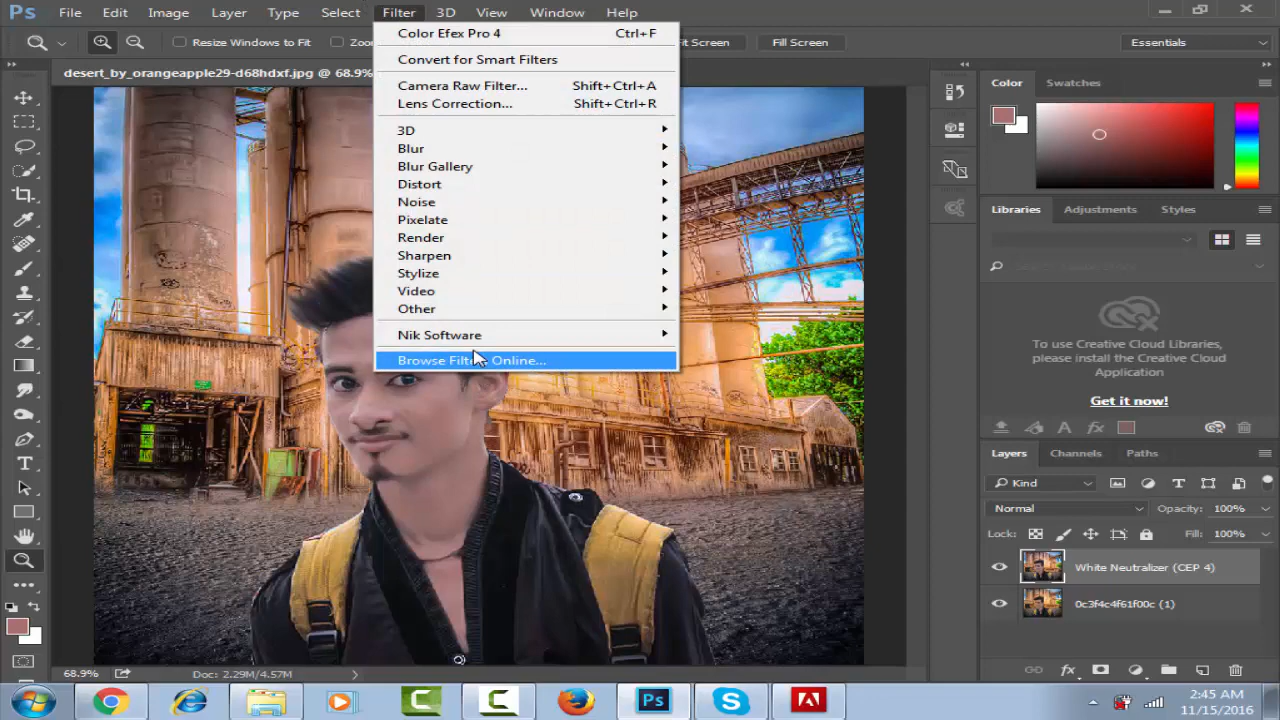 Ps File Edit Image Layer Type Select Filter 3D View Window Help
Resize Windows to Fit Zoo Fit Screen Fill Screen Essentials
desert_by_orangeapple29-d68hdxf.jpg @ 68.9%
Color Efex Pro 4 Ctrl+F
Convert for Smart Filters
Camera Raw Filter... Shift+Ctrl+A
Lens Correction... Shift+Ctrl+R
3D
Blur
Blur Gallery
Distort
Noise
Pixelate
Render
Sharpen
Stylize
Video
Other
Nik Software
Browse Filters Online...
Color Swatches
Libraries Adjustments Styles
To use Creative Cloud Libraries,
please install the Creative Cloud
Application
Get it now!
Layers Channels Paths
Kind
Normal Opacity: 100%
Lock: Fill: 100%
White Neutralizer (CEP 4)
0c3f4c4f61f00c (1)
68.9% Doc: 2.29M/4.57M
Ps
2:45 AM
11/15/2016